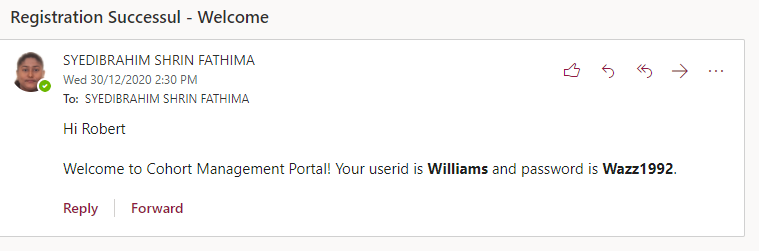 Registration Successul - Welcome
SYEDIBRAHIM SHRIN FATHIMA
Wed 30/12/2020 2:30 PM
To: SYEDIBRAHIM SHRIN FATHIMA
Hi Robert
Welcome to Cohort Management Portal! Your userid is Williams and password is Wazz1992.
Reply Forward